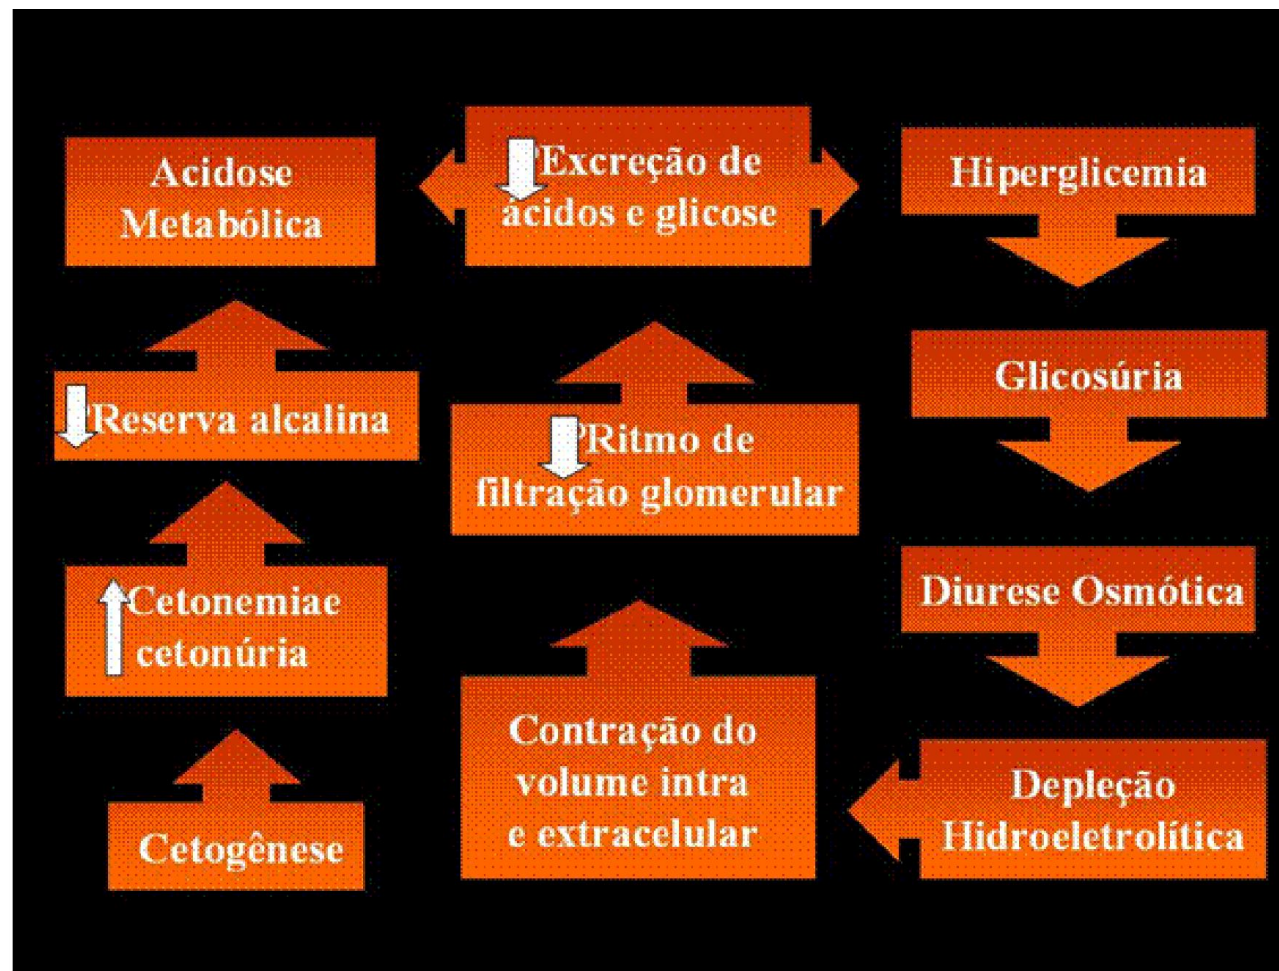 Acidose
Metabólica
Excreção de
ácidos e glicose
Hiperglicemia
Reserva alcalina
Ritmo de
filtração glomerular
Glicosúria
Cetonemiae
cetonúria
Diurese Osmótica
Cetogênese
Contração do
volume intra
e extracelular
Depleção
Hidroeletrolítica